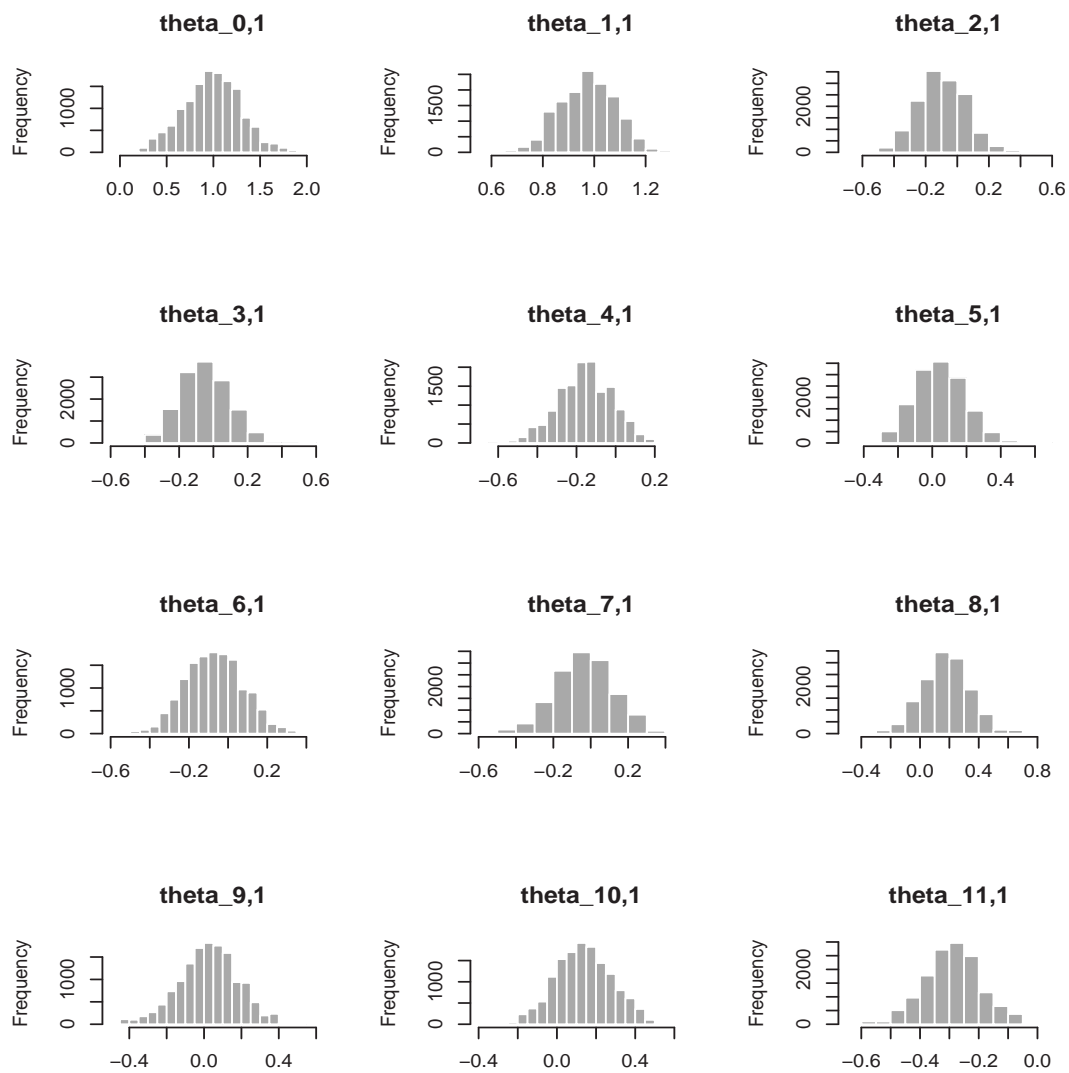 theta_0,1
Frequency
0 1000
0.0 0.5 1.0 1.5 2.0
theta_1,1
Frequency
0 1500
0.6 0.8 1.0 1.2
theta_2,1
Frequency
0 2000
−0.6 −0.2 0.2 0.6
theta_3,1
Frequency
0 2000
−0.6 −0.2 0.2 0.6
theta_4,1
Frequency
0 1500
−0.6 −0.2 0.2
theta_5,1
Frequency
0 2000
−0.4 0.0 0.4
theta_6,1
Frequency
0 1000
−0.6 −0.2 0.2
theta_7,1
Frequency
0 2000
−0.6 −0.2 0.2
theta_8,1
Frequency
0 2000
−0.4 0.0 0.4 0.8
theta_9,1
Frequency
0 1000
−0.4 0.0 0.4
theta_10,1
Frequency
0 1000
−0.4 0.0 0.4
theta_11,1
Frequency
0 2000
−0.6 −0.4 −0.2 0.0